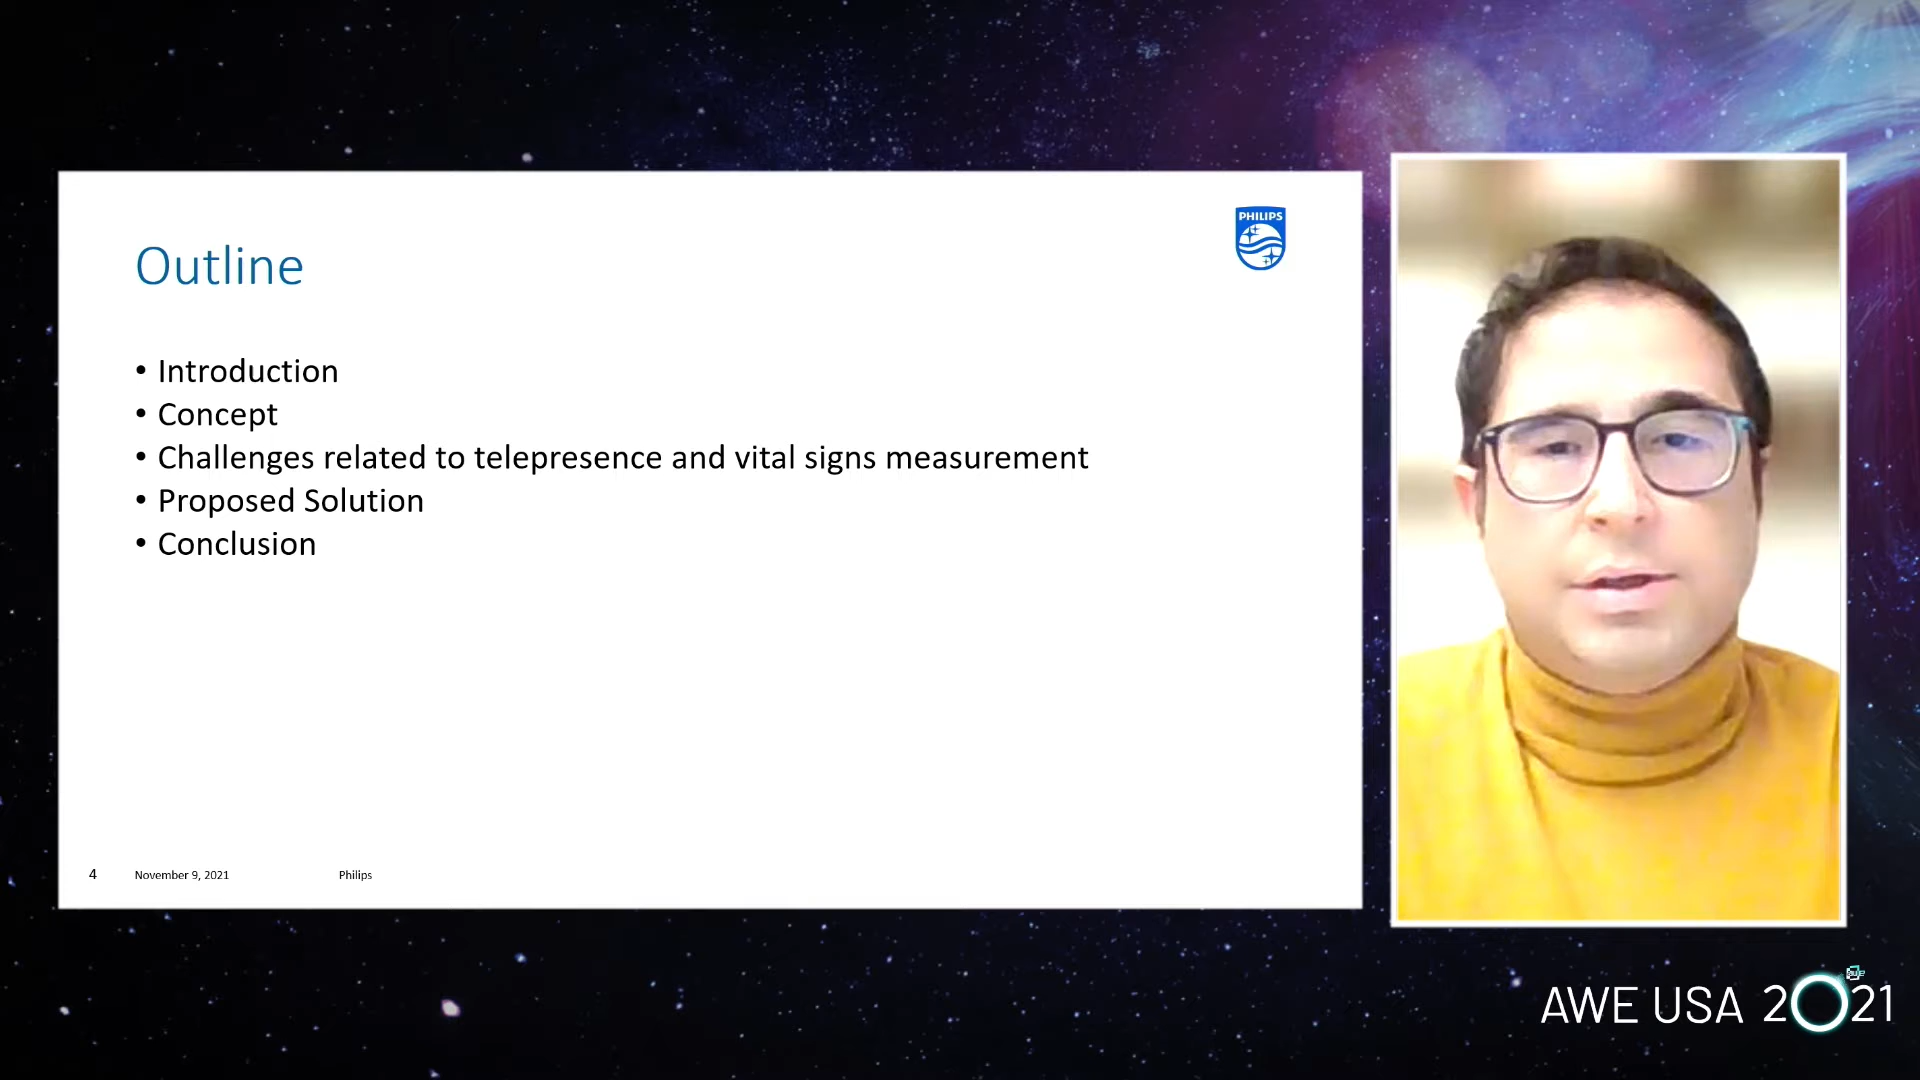 PHILIPS
Outline
• Introduction
• Concept
• Challenges related to telepresence and vital signs measurement
• Proposed Solution
• Conclusion
4 November 9, 2021 Philips
AWE USA 2021